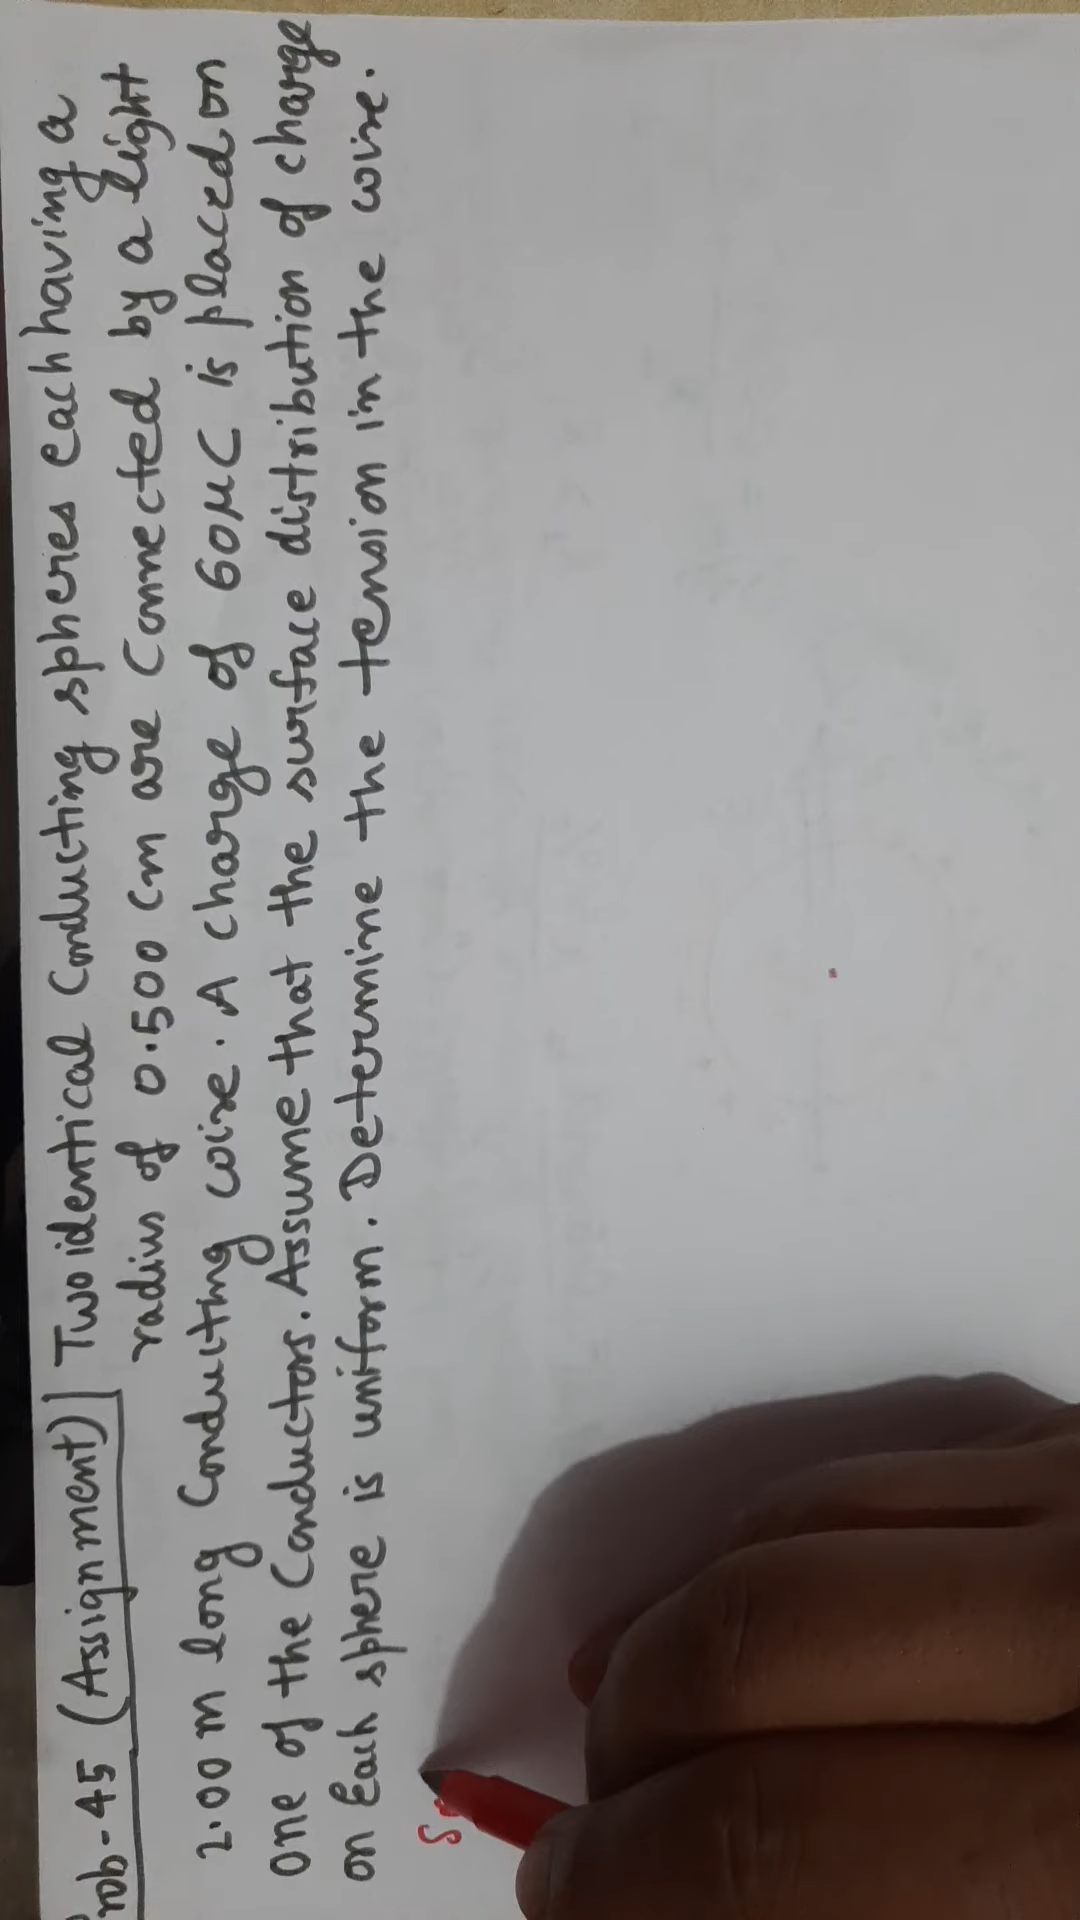 rob-45 (Assignment) Two identical Conducting spheres each having a
radius of 0.500 cm are Connected by a light
2.00 m long Conducting wire. A charge of 60μC is placed on
one of the Conductors. Assume that the surface distribution of charge
on Each sphere is uniform. Determine the tension in the wire.
S